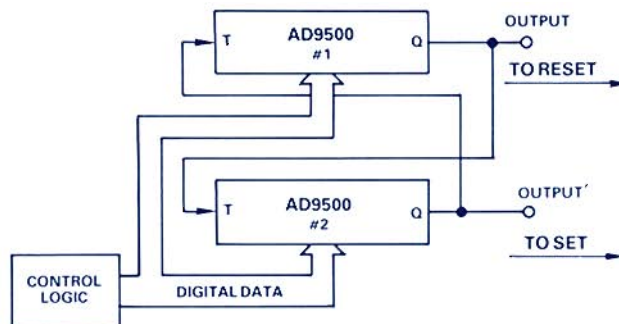 OUTPUT
T AD9500 Q
#1
TO RESET
OUTPUT′
T AD9500 Q
#2
TO SET
CONTROL
LOGIC
DIGITAL DATA